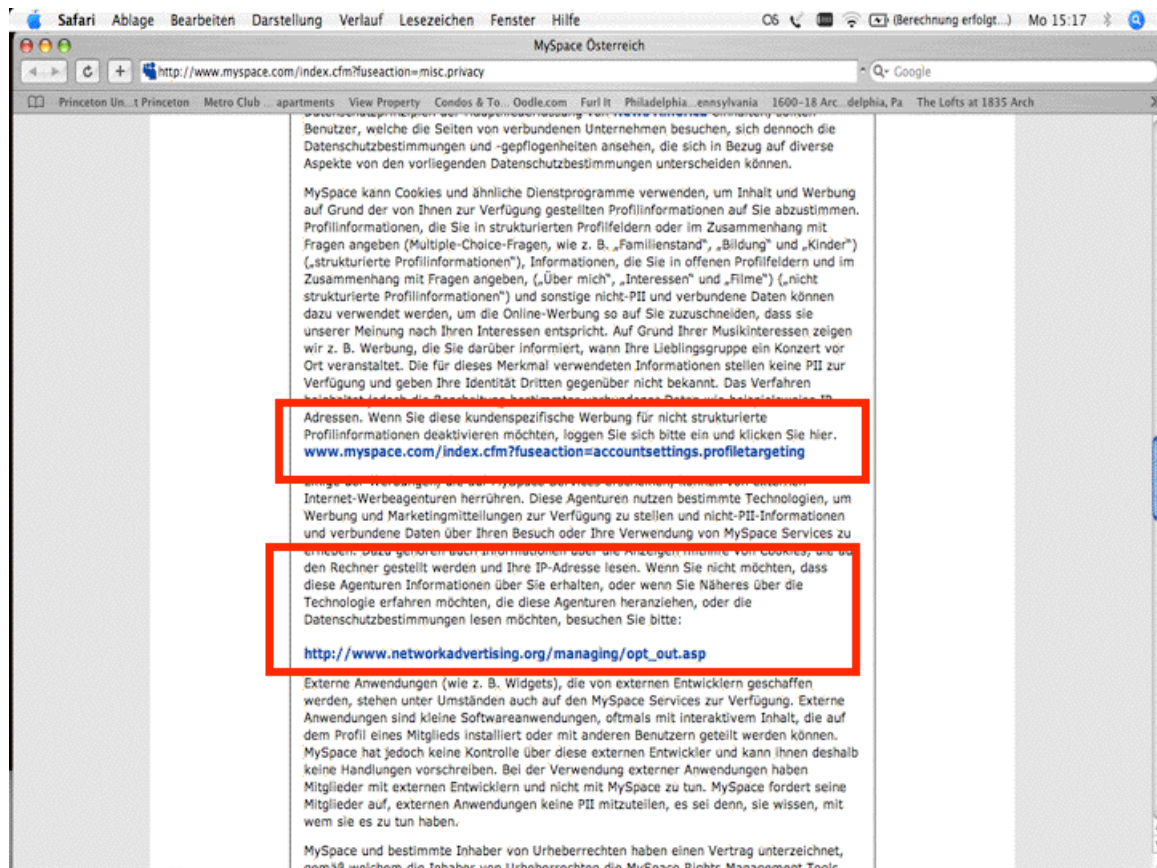 Safari Ablage Bearbeiten Darstellung Verlauf Lesezeichen Fenster Hilfe (Berechnung erfolgt...) Mo 15:17
MySpace Österreich
http://www.myspace.com/index.cfm?fuseaction=misc.privacy Google
Princeton Un...t Princeton Metro Club ... apartments View Property Condos & To... Oodle.com Furl It Philadelphia...ennsylvania 1600-18 Arc...delphia, Pa The Lofts at 1835 Arch
Benutzer, welche die Seiten von verbundenen Unternehmen besuchen, sich dennoch die
Datenschutzbestimmungen und -gepflogenheiten ansehen, die sich in Bezug auf diverse
Aspekte von den vorliegenden Datenschutzbestimmungen unterscheiden können.
MySpace kann Cookies und ähnliche Dienstprogramme verwenden, um Inhalt und Werbung
auf Grund der von Ihnen zur Verfügung gestellten Profilinformationen auf Sie abzustimmen.
Profilinformationen, die Sie in strukturierten Profilfeldern oder im Zusammenhang mit
Fragen angeben (Multiple-Choice-Fragen, wie z. B. „Familienstand", „Bildung" und „Kinder")
(„strukturierte Profilinformationen"), Informationen, die Sie in offenen Profilfeldern und im
Zusammenhang mit Fragen angeben, („Über mich", „Interessen" und „Filme") („nicht
strukturierte Profilinformationen") und sonstige nicht-PII und verbundene Daten können
dazu verwendet werden, um die Online-Werbung so auf Sie zuzuschneiden, dass sie
unserer Meinung nach Ihren Interessen entspricht. Auf Grund Ihrer Musikinteressen zeigen
wir z. B. Werbung, die Sie darüber informiert, wann Ihre Lieblingsgruppe ein Konzert vor
Ort veranstaltet. Die für dieses Merkmal verwendeten Informationen stellen keine PII zur
Verfügung und geben Ihre Identität Dritten gegenüber nicht bekannt. Das Verfahren
Adressen. Wenn Sie diese kundenspezifische Werbung für nicht strukturierte
Profilinformationen deaktivieren möchten, loggen Sie sich bitte ein und klicken Sie hier.
www.myspace.com/index.cfm?fuseaction=accountsettings.profiletargeting
Internet-Werbeagenturen herrühren. Diese Agenturen nutzen bestimmte Technologien, um
Werbung und Marketingmitteilungen zur Verfügung zu stellen und nicht-PII-Informationen
und verbundene Daten über Ihren Besuch oder Ihre Verwendung von MySpace Services zu
den Rechner gestellt werden und Ihre IP-Adresse lesen. Wenn Sie nicht möchten, dass
diese Agenturen Informationen über Sie erhalten, oder wenn Sie Näheres über die
Technologie erfahren möchten, die diese Agenturen heranziehen, oder die
Datenschutzbestimmungen lesen möchten, besuchen Sie bitte:
http://www.networkadvertising.org/managing/opt_out.asp
Externe Anwendungen (wie z. B. Widgets), die von externen Entwicklern geschaffen
werden, stehen unter Umständen auch auf den MySpace Services zur Verfügung. Externe
Anwendungen sind kleine Softwareanwendungen, oftmals mit interaktivem Inhalt, die auf
dem Profil eines Mitglieds installiert oder mit anderen Benutzern geteilt werden können.
MySpace hat jedoch keine Kontrolle über diese externen Entwickler und kann ihnen deshalb
keine Handlungen vorschreiben. Bei der Verwendung externer Anwendungen haben
Mitglieder mit externen Entwicklern und nicht mit MySpace zu tun. MySpace fordert seine
Mitglieder auf, externen Anwendungen keine PII mitzuteilen, es sei denn, sie wissen, mit
wem sie es zu tun haben.
MySpace und bestimmte Inhaber von Urheberrechten haben einen Vertrag unterzeichnet,